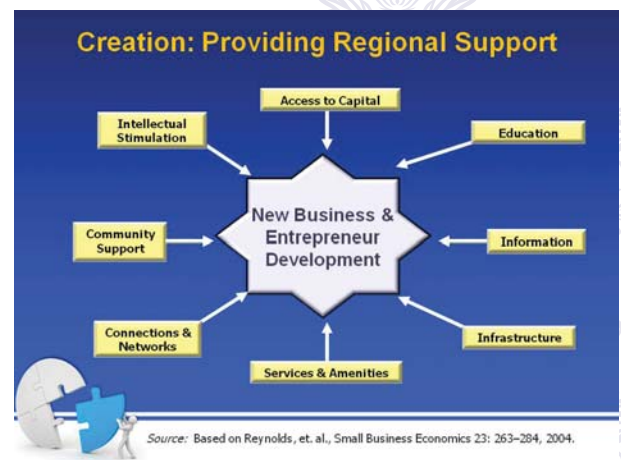 Creation: Providing Regional Support
Access to Capital
Intellectual
Stimulation
Education
New Business &
Entrepreneur
Development
Community
Support
Information
Connections &
Networks
Infrastructure
Services & Amenities
Source: Based on Reynolds, et. al., Small Business Economics 23: 263–284, 2004.